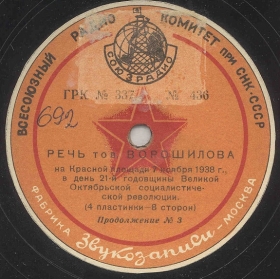 ВСЕСОЮЗНЫЙ РАДИО КОМИТЕТ ПРИ СНК-СССР
СОЮЗРАДИО
ГРК № 337 № 436
692
РЕЧЬ тов ВОРОШИЛОВА
на Красной площади 7 ноября 1938 г.,
в день 21-й годовщины Великой
Октябрьской социалистиче-
ской революции.
(4 пластинки—8 сторон)
Продолжение № 3
ФАБРИКА Звукозаписи—МОСКВА